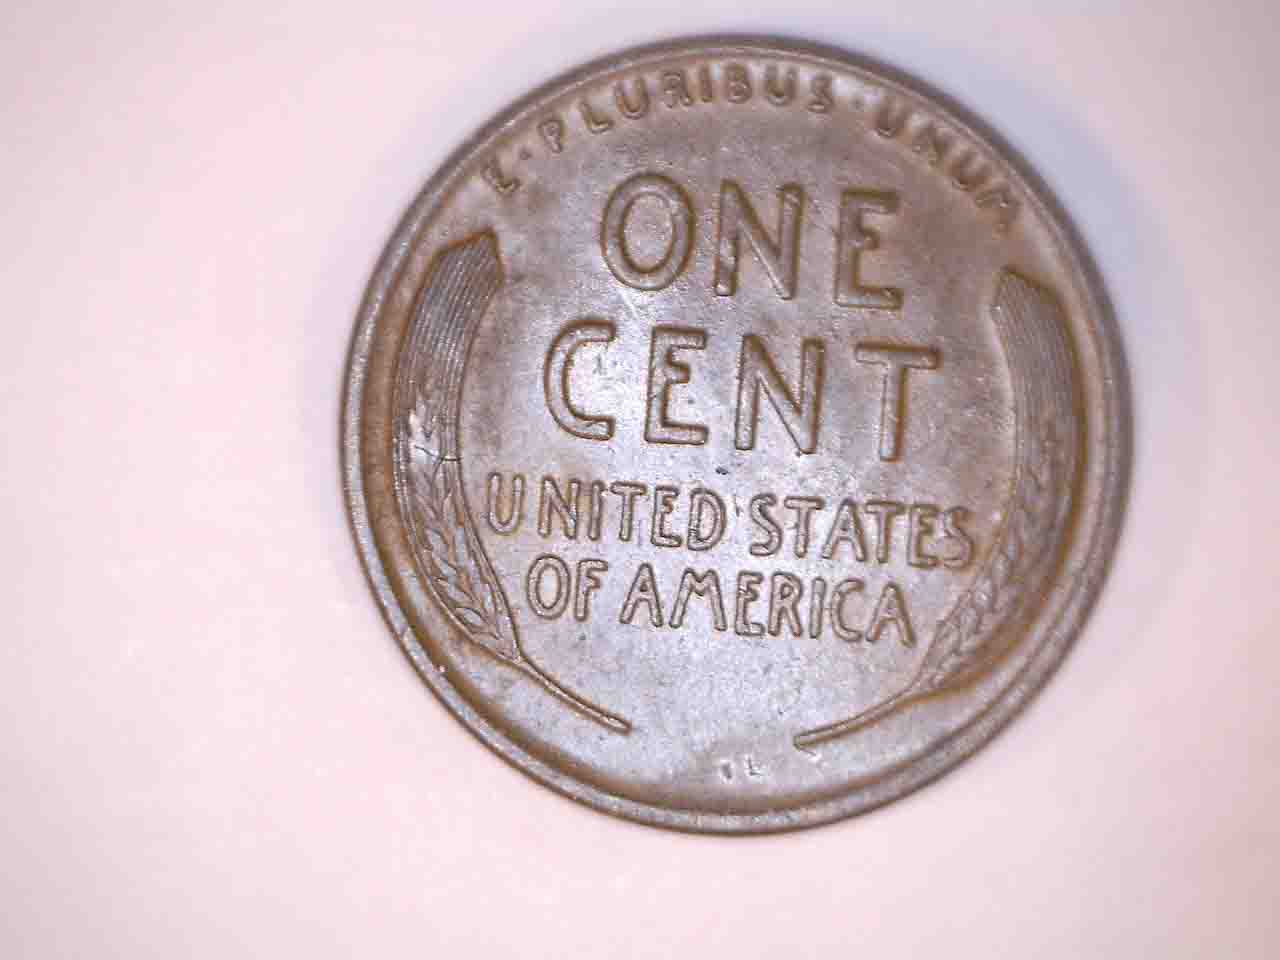 E·PLURIBUS·UNUM
ONE
CENT
UNITED STATES
OF AMERICA